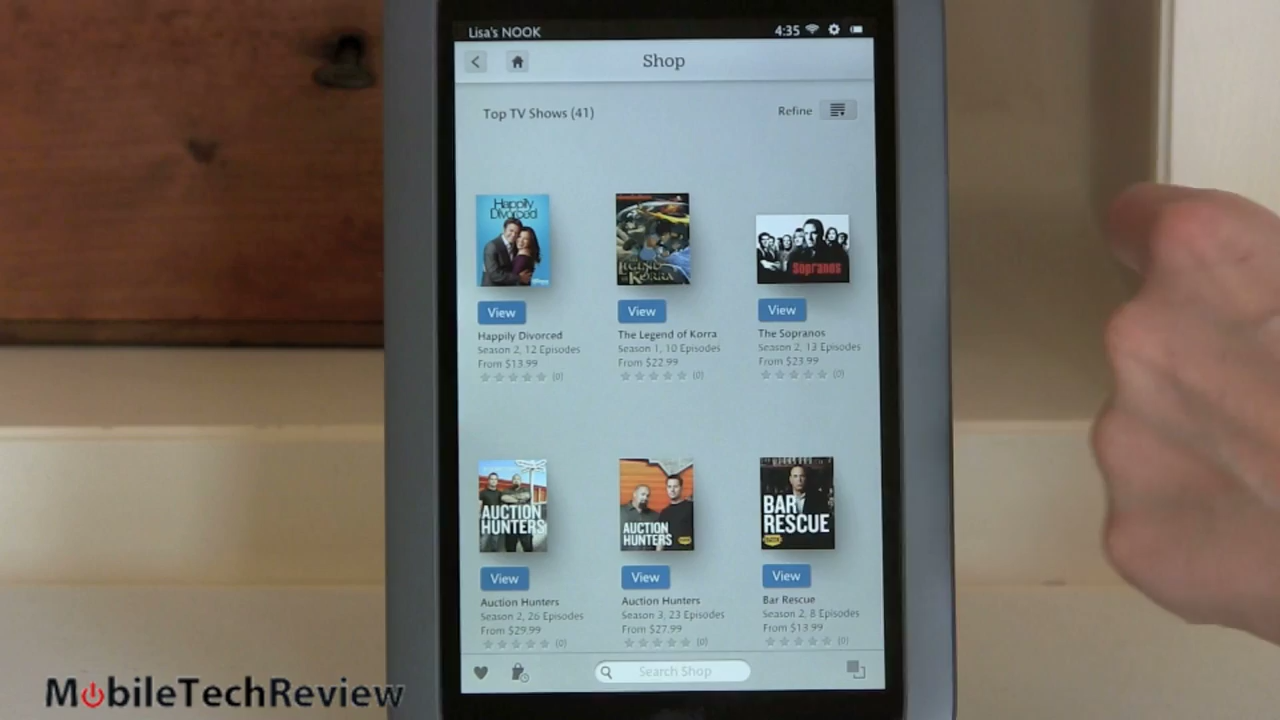 Lisa's NOOK 4:35
Shop
Top TV Shows (41) Refine
Happily Divorced
LEGEND OF KORRA
Sopranos
View View View
Happily Divorced The Legend of Korra The Sopranos
Season 2, 12 Episodes Season 1, 10 Episodes Season 2, 13 Episodes
From $13.99 From $22.99 From $23.99
(0) (0) (0)
AUCTION HUNTERS
AUCTION HUNTERS
BAR RESCUE
View View View
Auction Hunters Auction Hunters Bar Rescue
Season 2, 26 Episodes Season 3, 23 Episodes Season 2, 8 Episodes
From $29.99 From $27.99 From $13.99
(0) (0) (0)
Search Shop
MobileTechReview